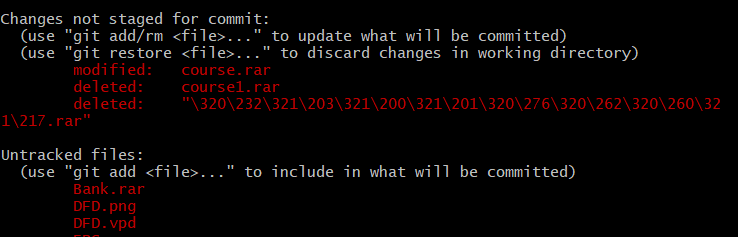 Changes not staged for commit:
(use "git add/rm <file>..." to update what will be committed)
(use "git restore <file>..." to discard changes in working directory)
modified: course.rar
deleted: course1.rar
deleted: "\320\232\321\203\321\200\321\201\320\276\320\262\320\260\32
1\217.rar"
Untracked files:
(use "git add <file>..." to include in what will be committed)
Bank.rar
DFD.png
DFD.vpd